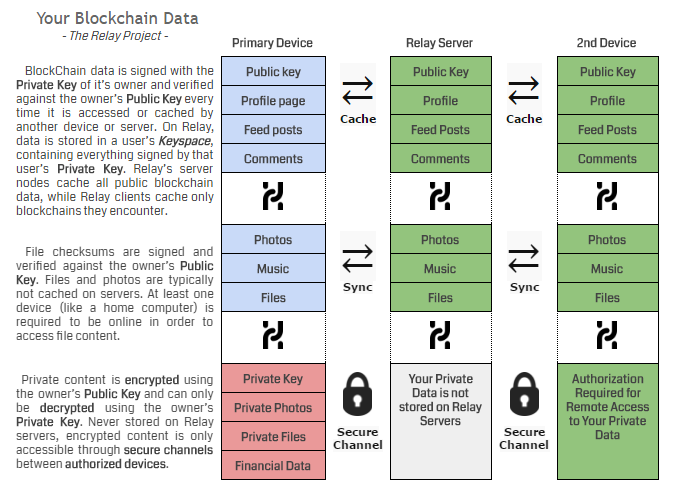 Your Blockchain Data
- The Relay Project -
BlockChain data is signed with the
Private Key of it's owner and verified
against the owner's Public Key every
time it is accessed or cached by
another device or server. On Relay,
data is stored in a user's Keyspace,
containing everything signed by that
user's Private Key. Relay's server
nodes cache all public blockchain
data, while Relay clients cache only
blockchains they encounter.
File checksums are signed and
verified against the owner's Public
Key. Files and photos are typically
not cached on servers. At least one
device (like a home computer) is
required to be online in order to
access file content.
Private content is encrypted using
the owner's Public Key and can only
be decrypted using the owner's
Private Key. Never stored on Relay
servers, encrypted content is only
accessible through secure channels
between authorized devices.
Primary Device
Public key
Profile page
Feed posts
Comments
Photos
Music
Files
Private Key
Private Photos
Private Files
Financial Data
Cache
Sync
Secure
Channel
Relay Server
Public Key
Profile
Feed Posts
Comments
Photos
Music
Files
Your Private
Data is not
stored on Relay
Servers
Cache
Sync
Secure
Channel
2nd Device
Public Key
Profile
Feed Posts
Comments
Photos
Music
Files
Authorization
Required for
Remote Access
to Your Private
Data